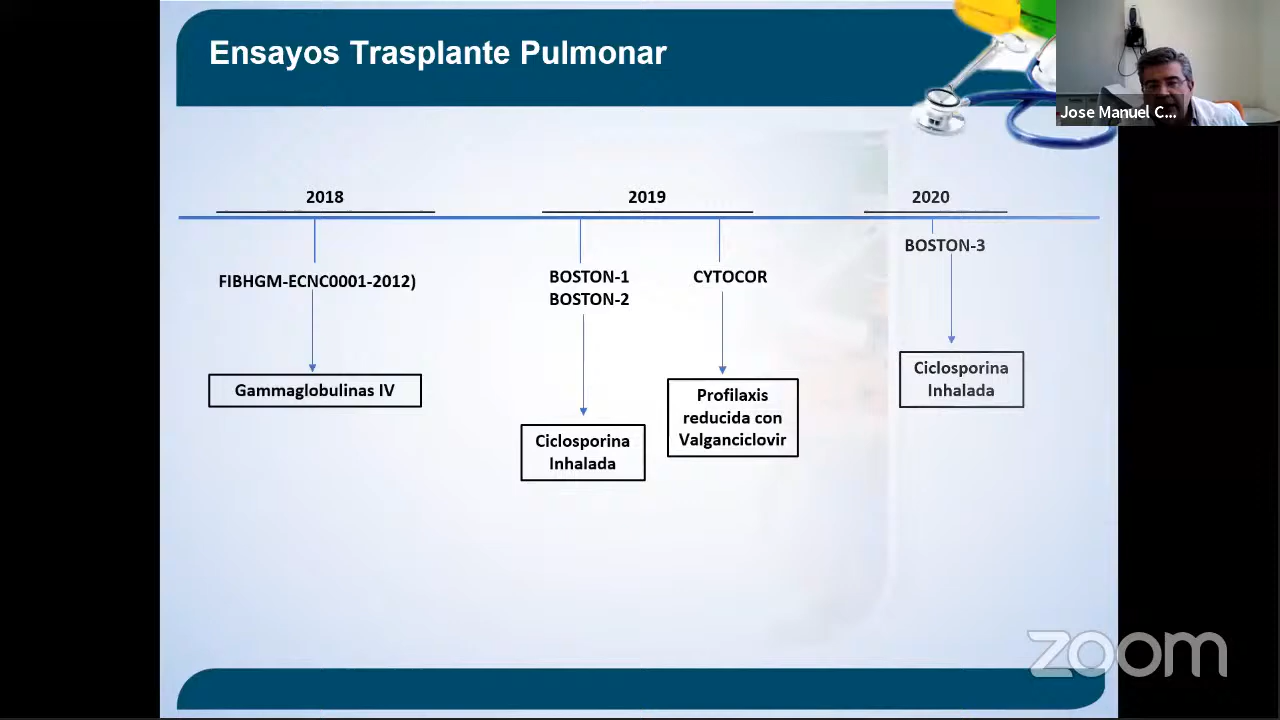 Ensayos Trasplante Pulmonar
Jose Manuel C...
2018
2019
2020
FIBHGM-ECNC0001-2012)
BOSTON-1
BOSTON-2
CYTOCOR
BOSTON-3
Gammaglobulinas IV
Ciclosporina
Inhalada
Profilaxis
reducida con
Valganciclovir
Ciclosporina
Inhalada
zoom